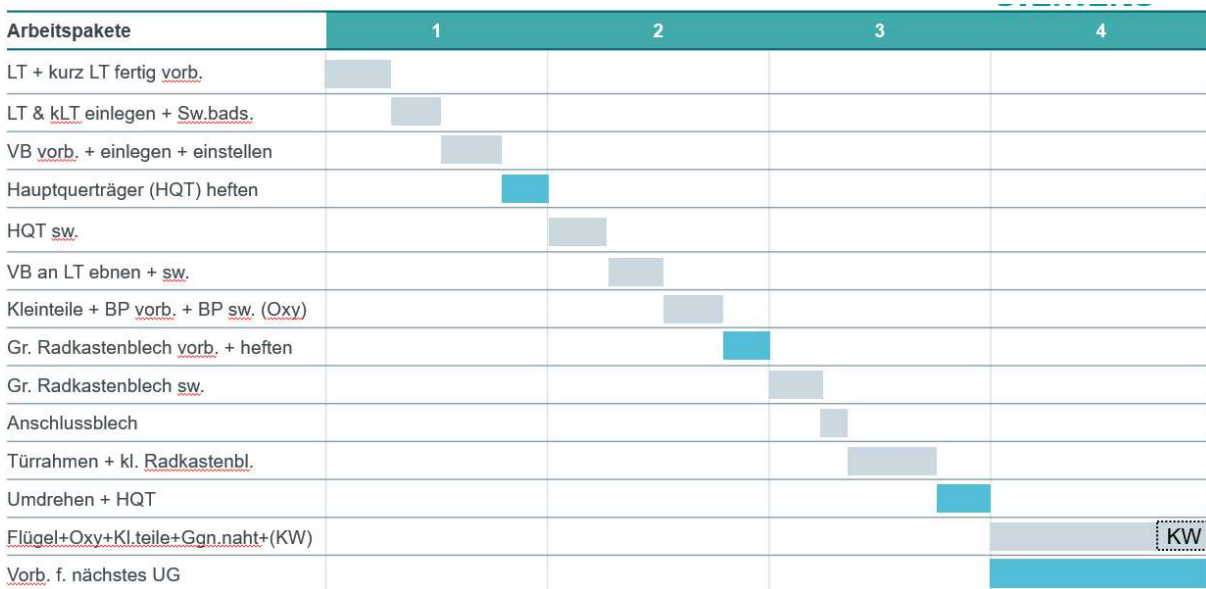 Arbeitspakete 1 2 3 4
LT + kurz LT fertig vorb.
LT & kLT einlegen + Sw.bads.
VB vorb. + einlegen + einstellen
Hauptquerträger (HQT) heften
HQT sw.
VB an LT ebnen + sw.
Kleinteile + BP vorb. + BP sw. (Oxy)
Gr. Radkastenblech vorb. + heften
Gr. Radkastenblech sw.
Anschlussblech
Türrahmen + kl. Radkastenbl.
Umdrehen + HQT
Flügel+Oxy+Kl.teile+Ggn.naht+(KW) KW
Vorb. f. nächstes UG